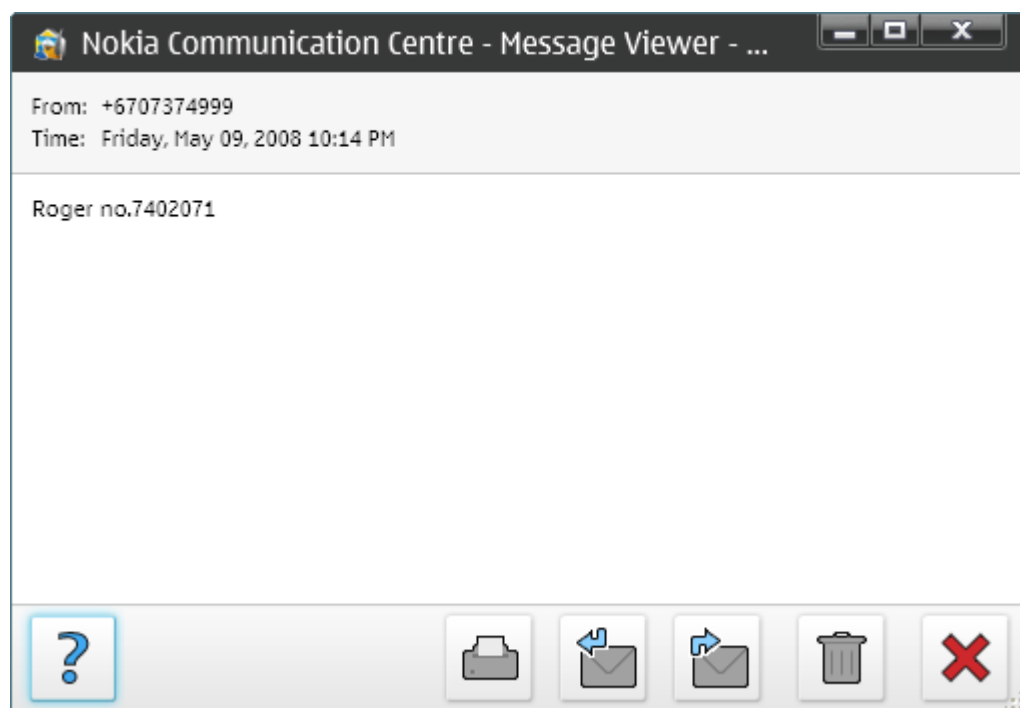 Nokia Communication Centre - Message Viewer - ...
From: +6707374999
Time: Friday, May 09, 2008 10:14 PM
Roger no.7402071